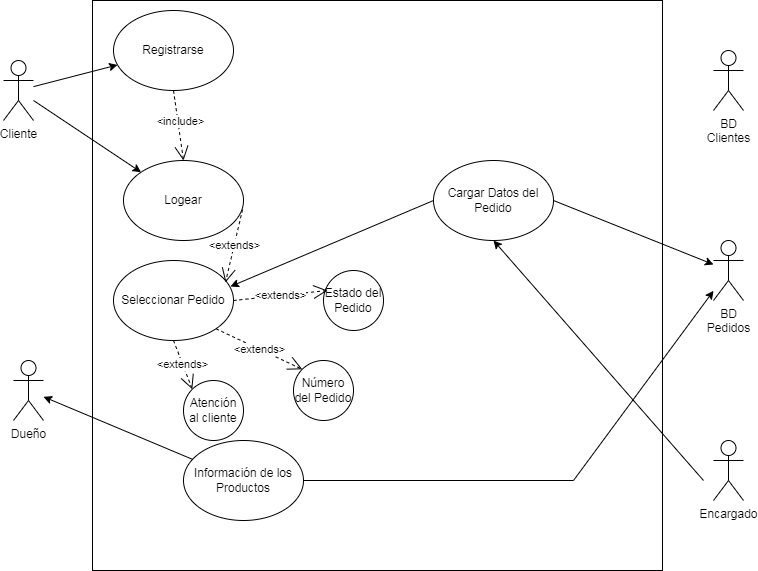 Registrarse
<include>
Cliente
BD
Clientes
Logear
Cargar Datos del
Pedido
<extends>
Seleccionar Pedido
<extends>
Estado del
Pedido
BD
Pedidos
<extends>
<extends>
Número
del Pedido
Atención
al cliente
Dueño
Información de los
Productos
Encargado